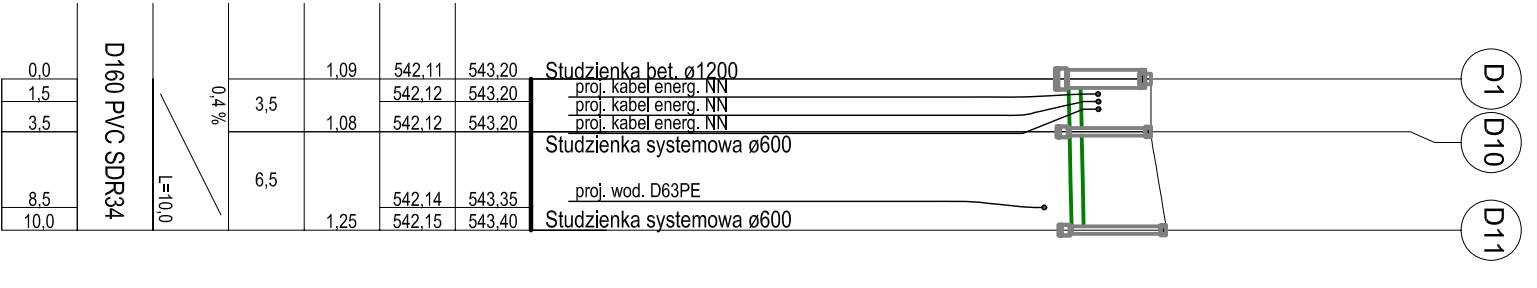 0,0
1,5
3,5
8,5
10,0
D160 PVC SDR34
L=10,0
0,4 %
3,5
6,5
1,09
1,08
1,25
542,11
542,12
542,12
542,14
542,15
543,20
543,20
543,20
543,35
543,40
Studzienka bet. ø1200
proj. kabel energ. NN
proj. kabel energ. NN
proj. kabel energ. NN
Studzienka systemowa ø600
proj. wod. D63PE
Studzienka systemowa ø600
D1
D10
D11